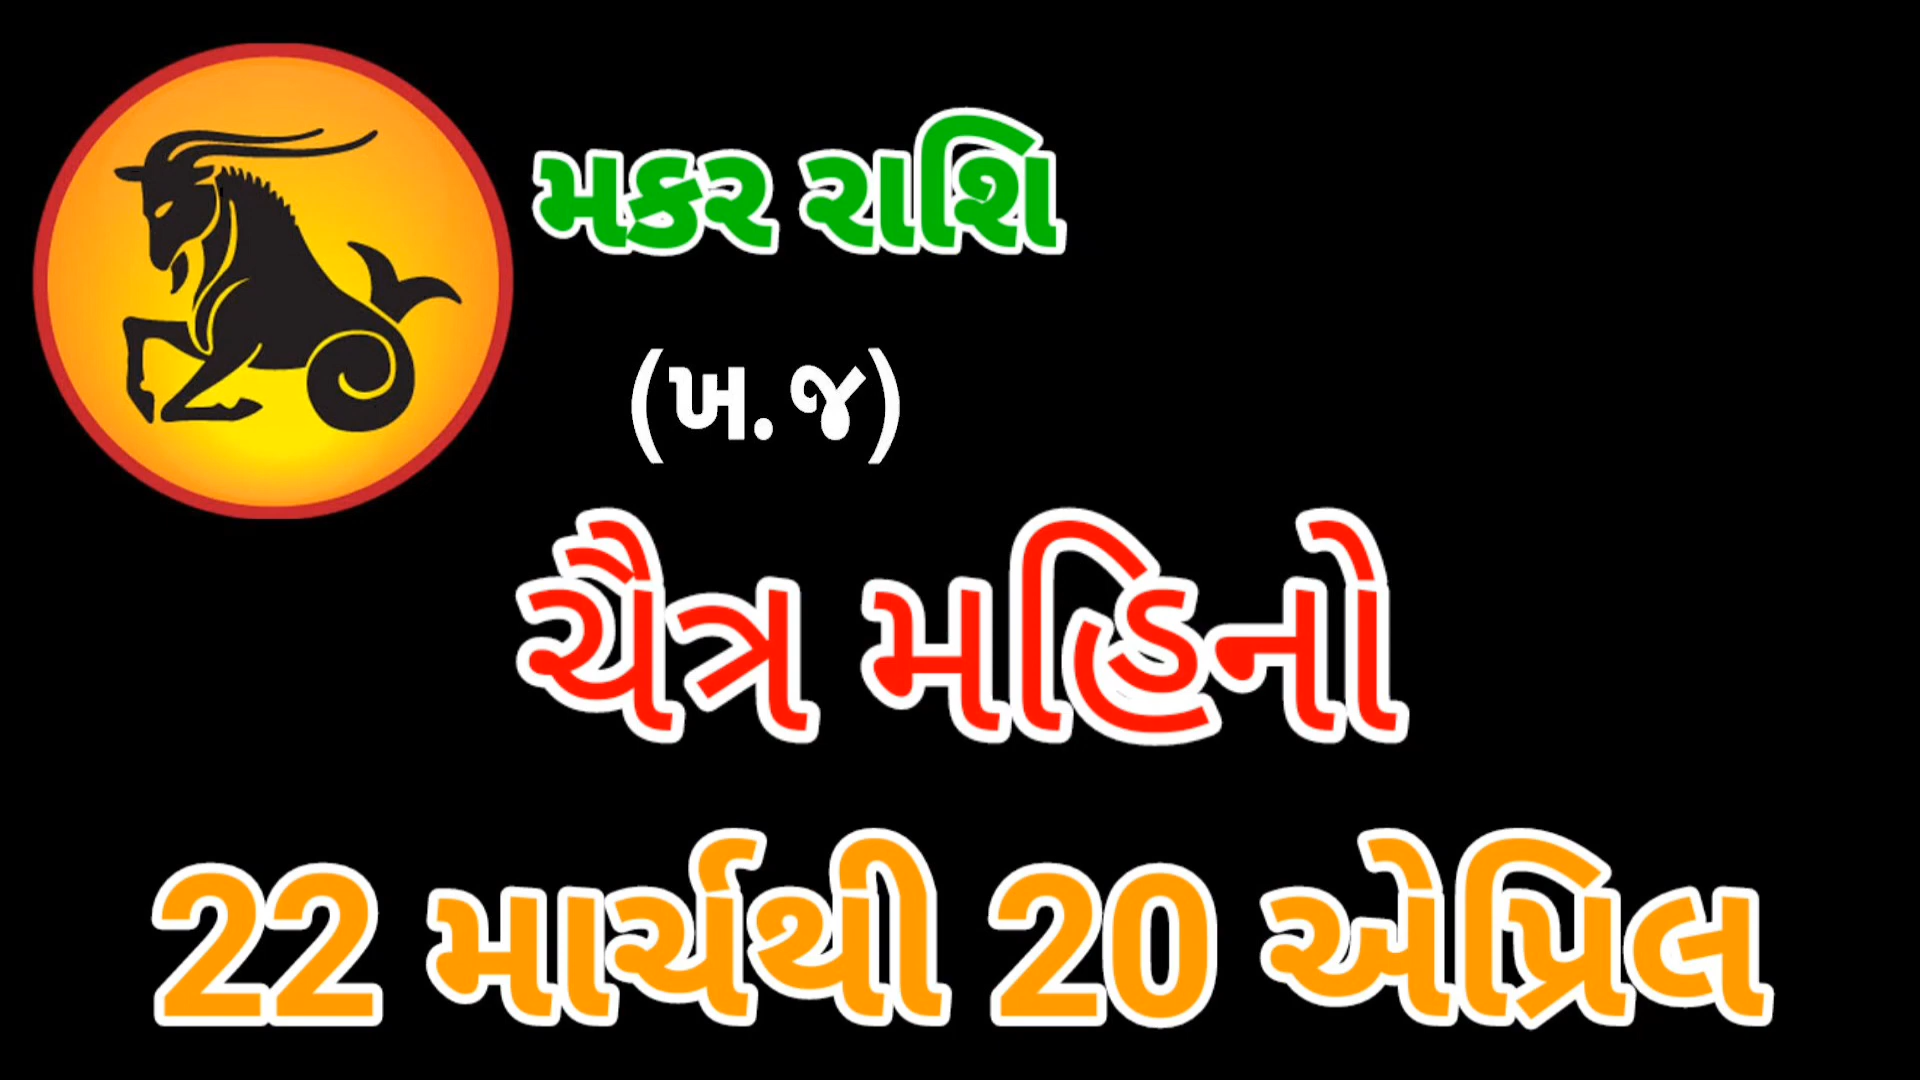 મકર રાશિ
(ખ.જ)
ચૈત્ર મહિનો
22 માર્ચથી 20 એપ્રિલ